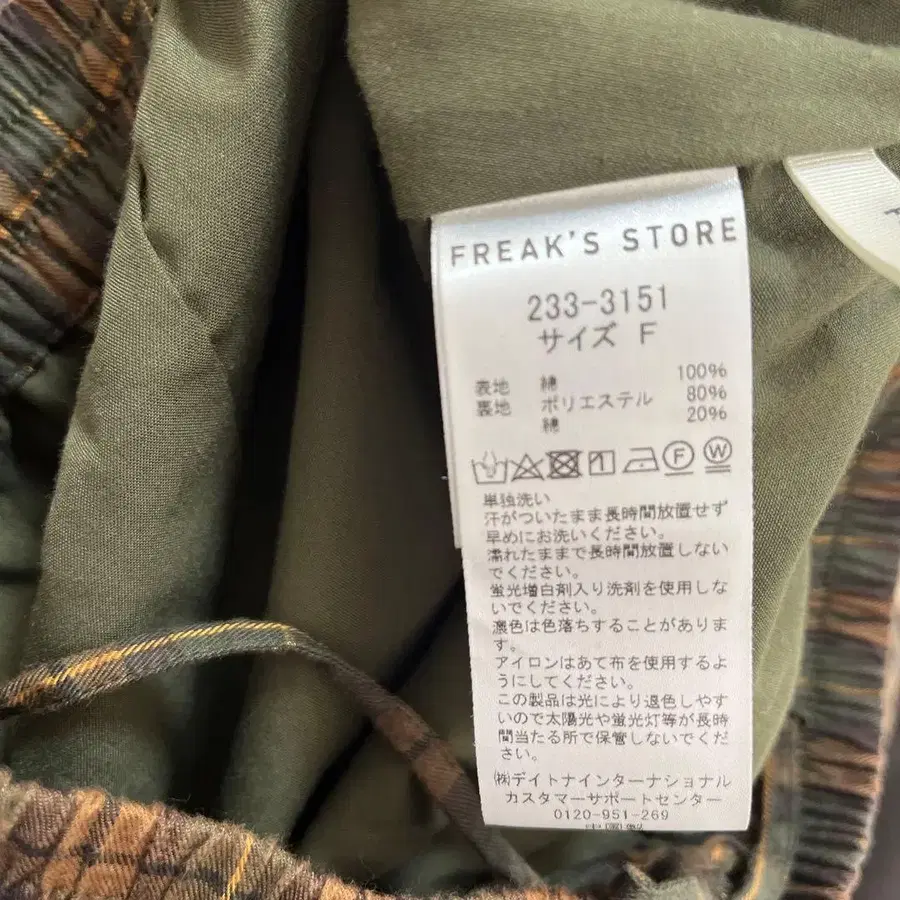 FREAK'S STORE
233-3151
サイズ F
表地 綿 100%
裏地 ポリエステル 80%
綿 20%
F W
単独洗い
汗がついたまま長時間放置せず
早めにお洗いください。
濡れたままで長時間放置しない
でください。
蛍光増白剤入り洗剤を使用しな
いでください。
濃色は色落ちすることがありま
す。
アイロンはあて布を使用するよ
うにしてください。
この製品は光により退色しやす
いので太陽光や蛍光灯等が長時
間当たる所で保管しないでくだ
さい。
㈱デイトナインターナショナル
カスタマーサポートセンター
0120-951-269